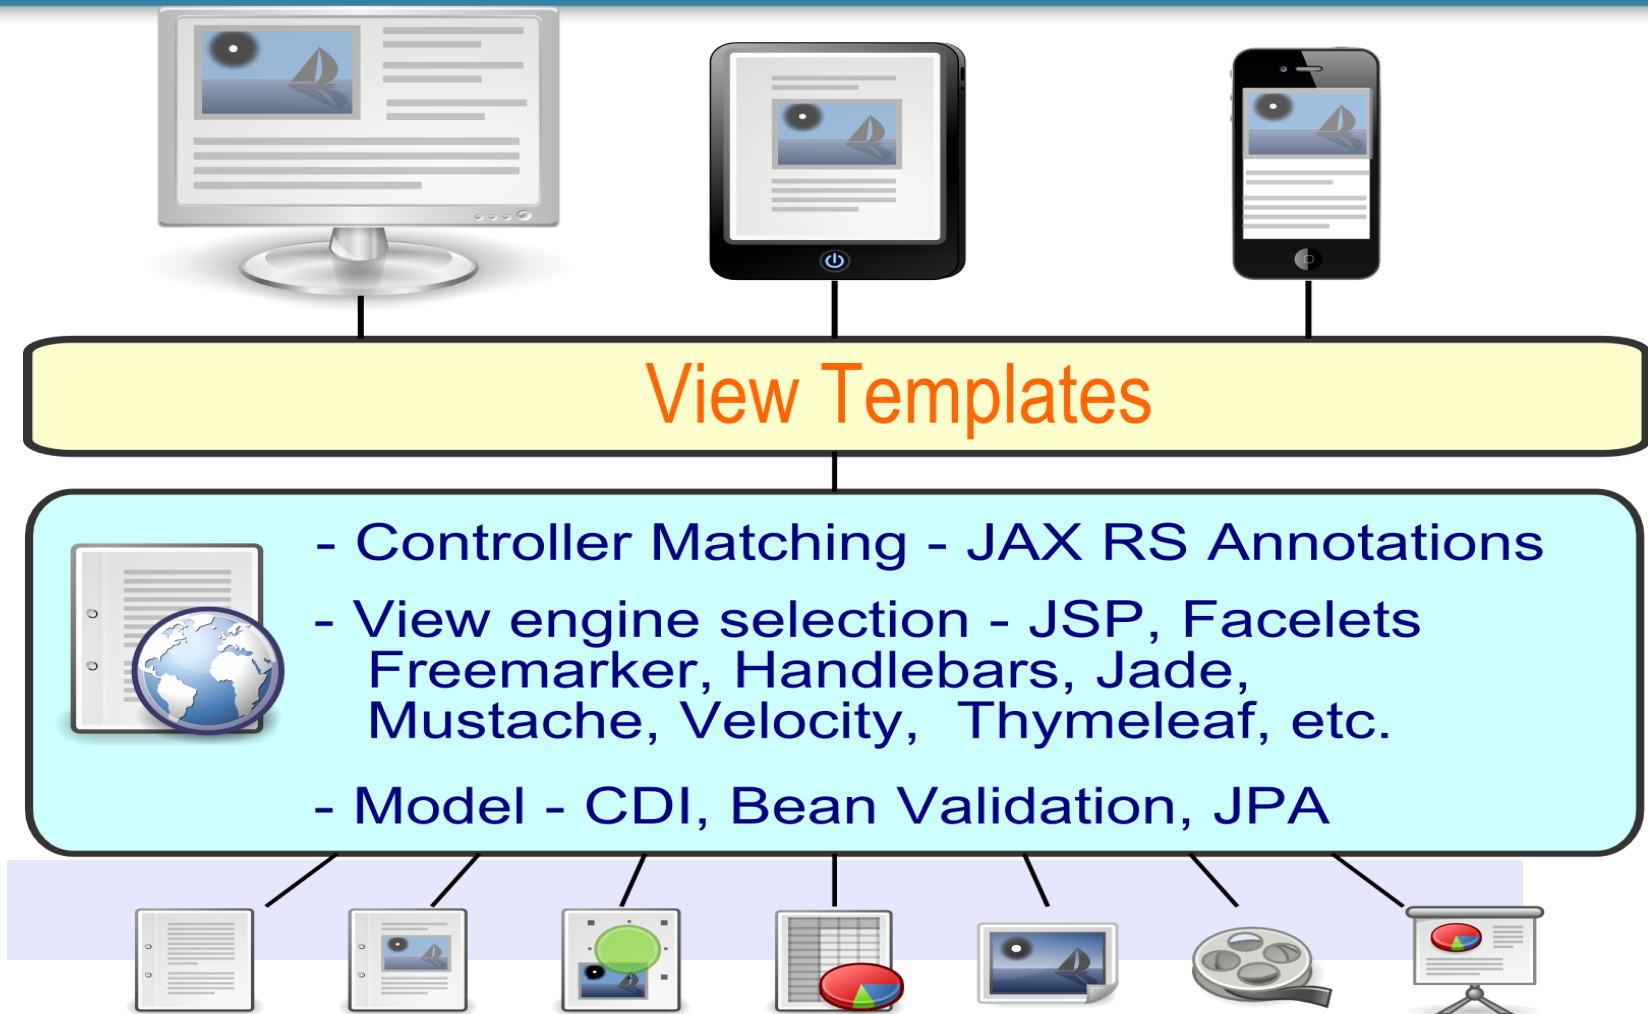 View Templates
- Controller Matching - JAX RS Annotations
- View engine selection - JSP, Facelets
Freemarker, Handlebars, Jade,
Mustache, Velocity, Thymeleaf, etc.
- Model - CDI, Bean Validation, JPA